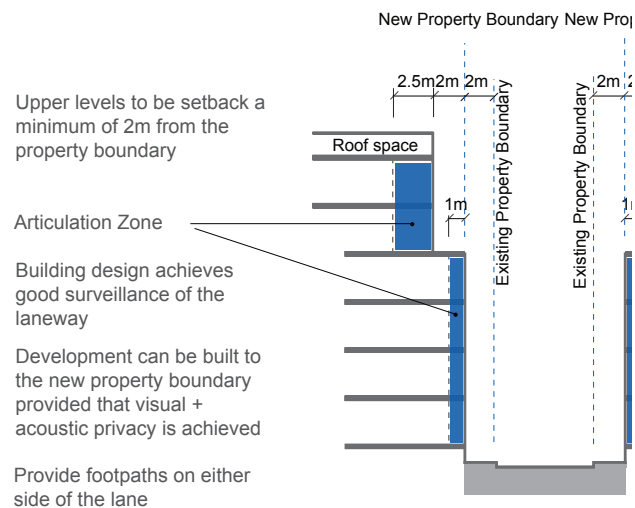 New Property Boundary New Prop
2.5m 2m 2m 2m 2
Upper levels to be setback a
minimum of 2m from the
property boundary
Roof space
Existing Property Boundary
Existing Property Boundary
1m 1m
Articulation Zone
Building design achieves
good surveillance of the
laneway
Development can be built to
the new property boundary
provided that visual +
acoustic privacy is achieved
Provide footpaths on either
side of the lane